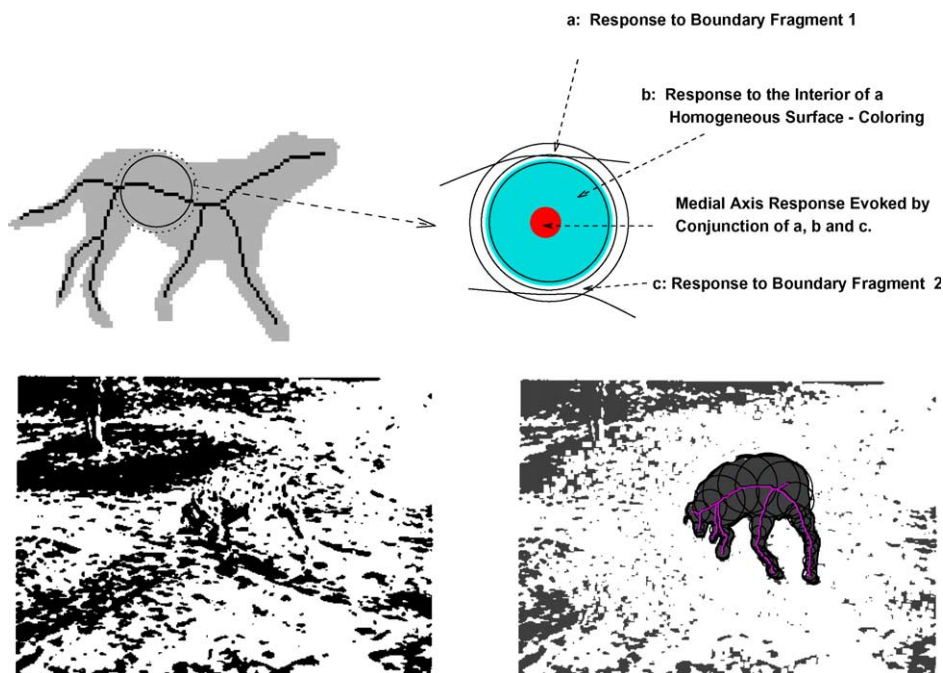 a: Response to Boundary Fragment 1
b: Response to the Interior of a
Homogeneous Surface - Coloring
Medial Axis Response Evoked by
Conjunction of a, b and c.
c: Response to Boundary Fragment 2